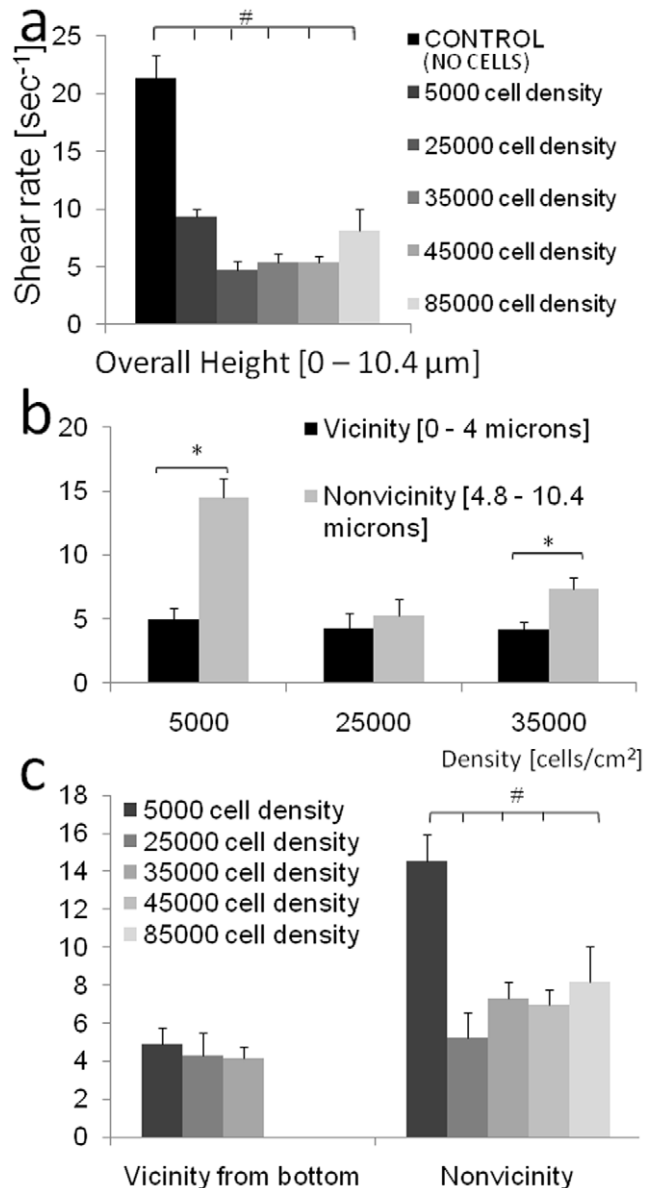 a
#
Shear rate [sec⁻¹]
25
20
15
10
5
0
CONTROL
(NO CELLS)
5000 cell density
25000 cell density
35000 cell density
45000 cell density
85000 cell density
Overall Height [0 – 10.4 µm]
b
20
15
10
5
0
*
*
Vicinity [0 - 4 microns]
Nonvicinity [4.8 - 10.4
microns]
5000
25000
35000
Density [cells/cm²]
c
18
16
14
12
10
8
6
4
2
0
5000 cell density
25000 cell density
35000 cell density
45000 cell density
85000 cell density
#
Vicinity from bottom
Nonvicinity